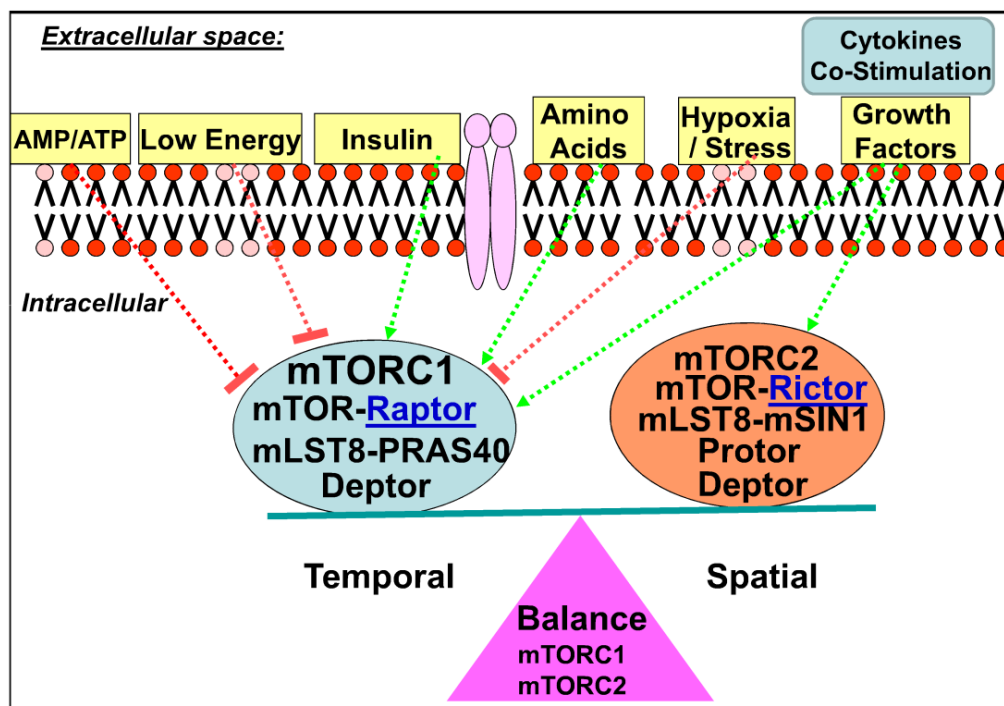 Extracellular space:
Cytokines
Co-Stimulation
AMP/ATP
Low Energy
Insulin
Amino
Acids
Hypoxia
/ Stress
Growth
Factors
Intracellular
mTORC1
mTOR-Raptor
mLST8-PRAS40
Deptor
mTORC2
mTOR-Rictor
mLST8-mSIN1
Protor
Deptor
Temporal
Spatial
Balance
mTORC1
mTORC2